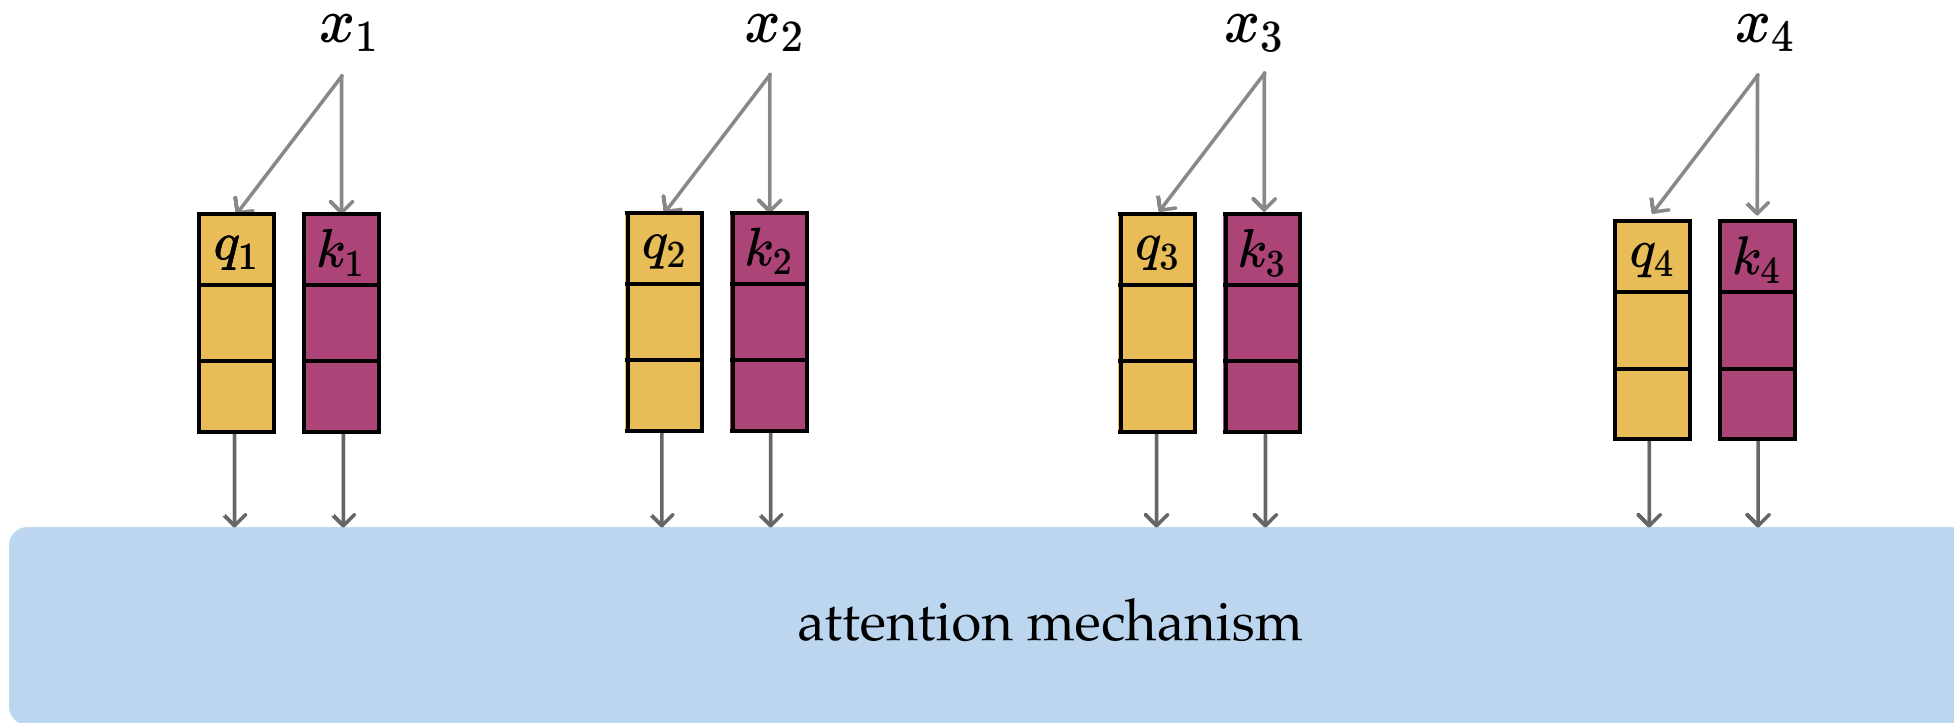 x₁ x₂ x₃ x₄
q₁ k₁ q₂ k₂ q₃ k₃ q₄ k₄
attention mechanism